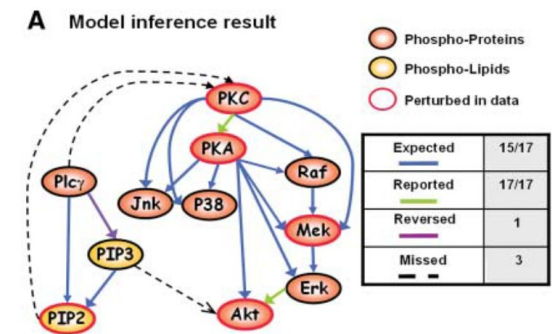 A Model inference result
Phospho-Proteins
Phospho-Lipids
Perturbed in data
PKC
PKA
Raf
Plcγ
Jnk
P38
Mek
PIP3
Erk
PIP2
Akt
Expected 15/17
Reported 17/17
Reversed 1
Missed 3